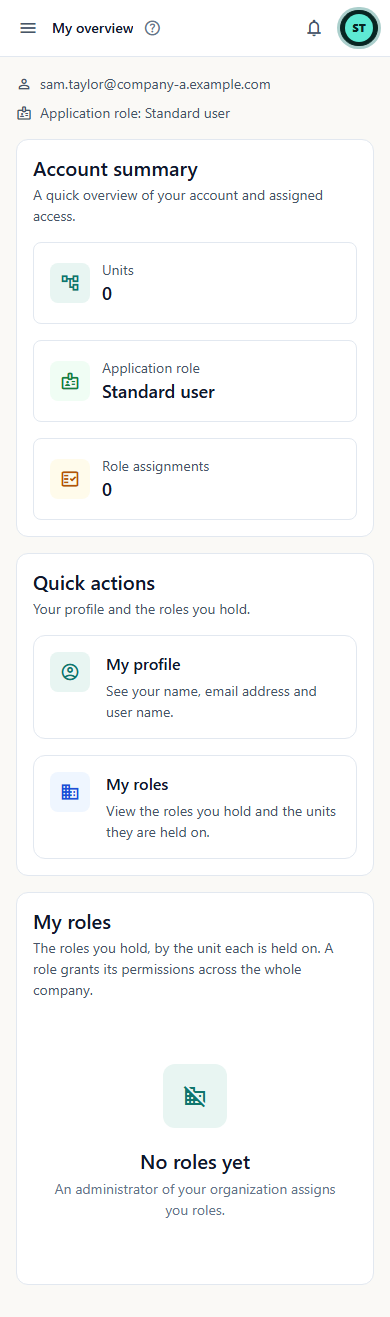 My overview
ST
sam.taylor@company-a.example.com
Application role: Standard user
Account summary
A quick overview of your account and assigned
access.
Units
0
Application role
Standard user
Role assignments
0
Quick actions
Your profile and the roles you hold.
My profile
See your name, email address and
user name.
My roles
View the roles you hold and the units
they are held on.
My roles
The roles you hold, by the unit each is held on. A
role grants its permissions across the whole
company.
No roles yet
An administrator of your organization assigns
you roles.